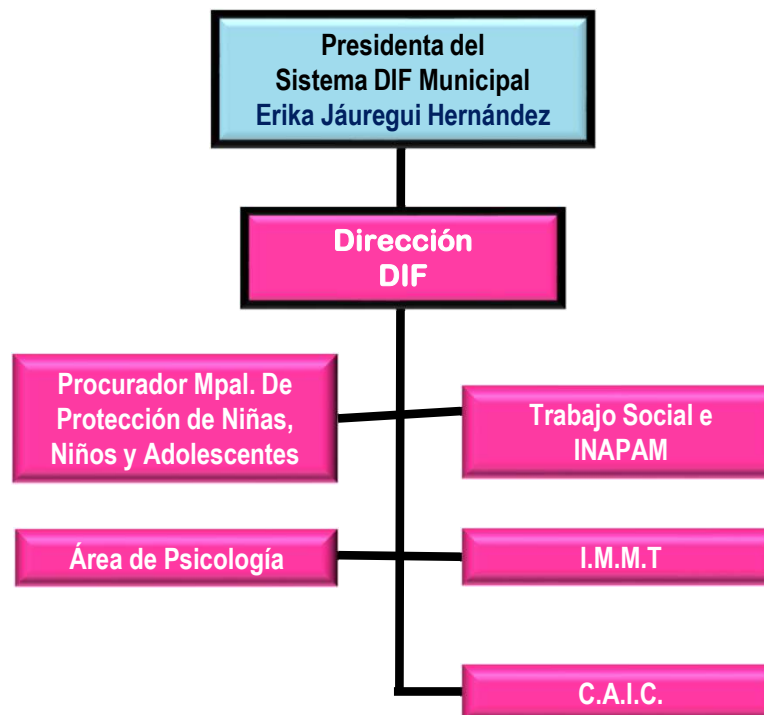 Presidenta del
Sistema DIF Municipal
Erika Jáuregui Hernández
Dirección
DIF
Procurador Mpal. De
Protección de Niñas,
Niños y Adolescentes
Trabajo Social e
INAPAM
Área de Psicología
I.M.M.T
C.A.I.C.